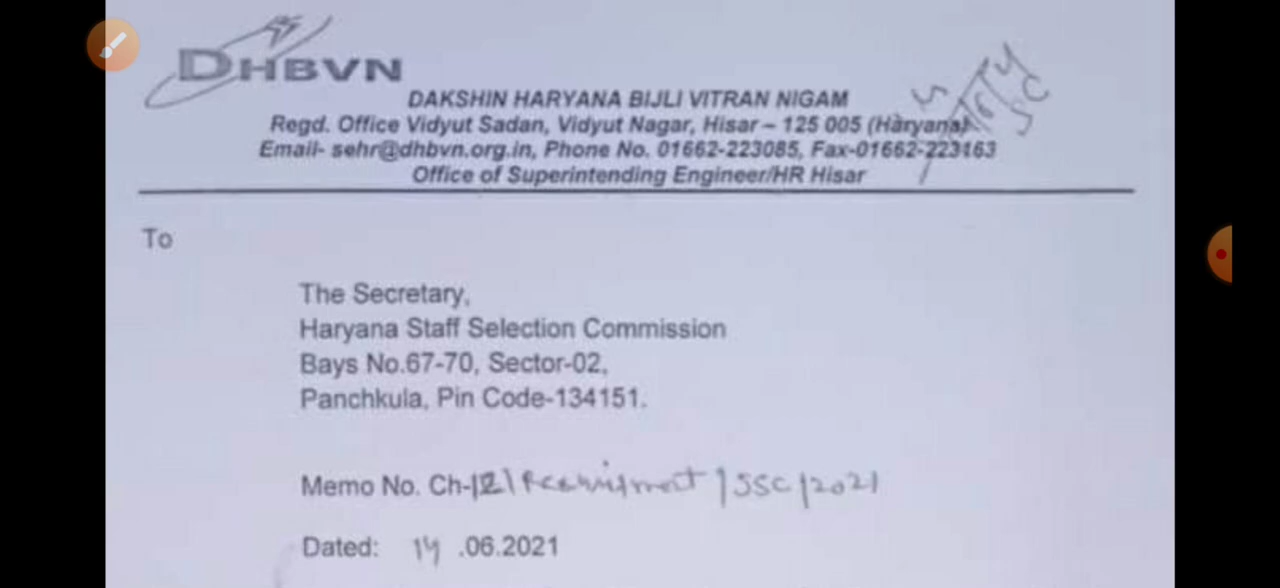 DHBVN
DAKSHIN HARYANA BIJLI VITRAN NIGAM
Regd. Office Vidyut Sadan, Vidyut Nagar, Hisar – 125 005 (Haryana)
Email- sehr@dhbvn.org.in, Phone No. 01662-223085, Fax-01662-223163
Office of Superintending Engineer/HR Hisar
To
The Secretary,
Haryana Staff Selection Commission
Bays No.67-70, Sector-02,
Panchkula, Pin Code-134151.
Memo No. Ch-12/Recruitment/SSC/2021
Dated: 14 .06.2021